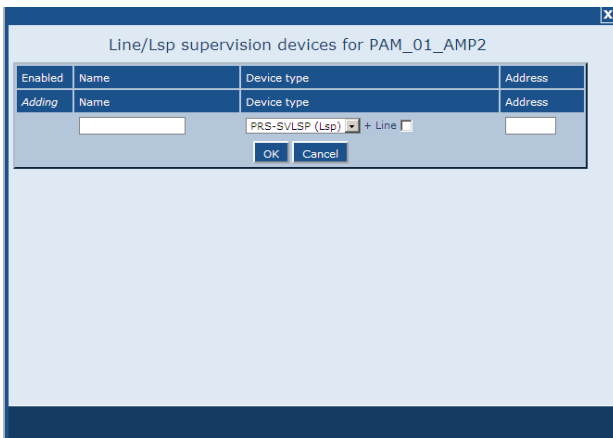 X
Line/Lsp supervision devices for PAM_01_AMP2
Enabled Name Device type Address
Adding Name Device type Address
PRS-SVLSP (Lsp) + Line
OK Cancel